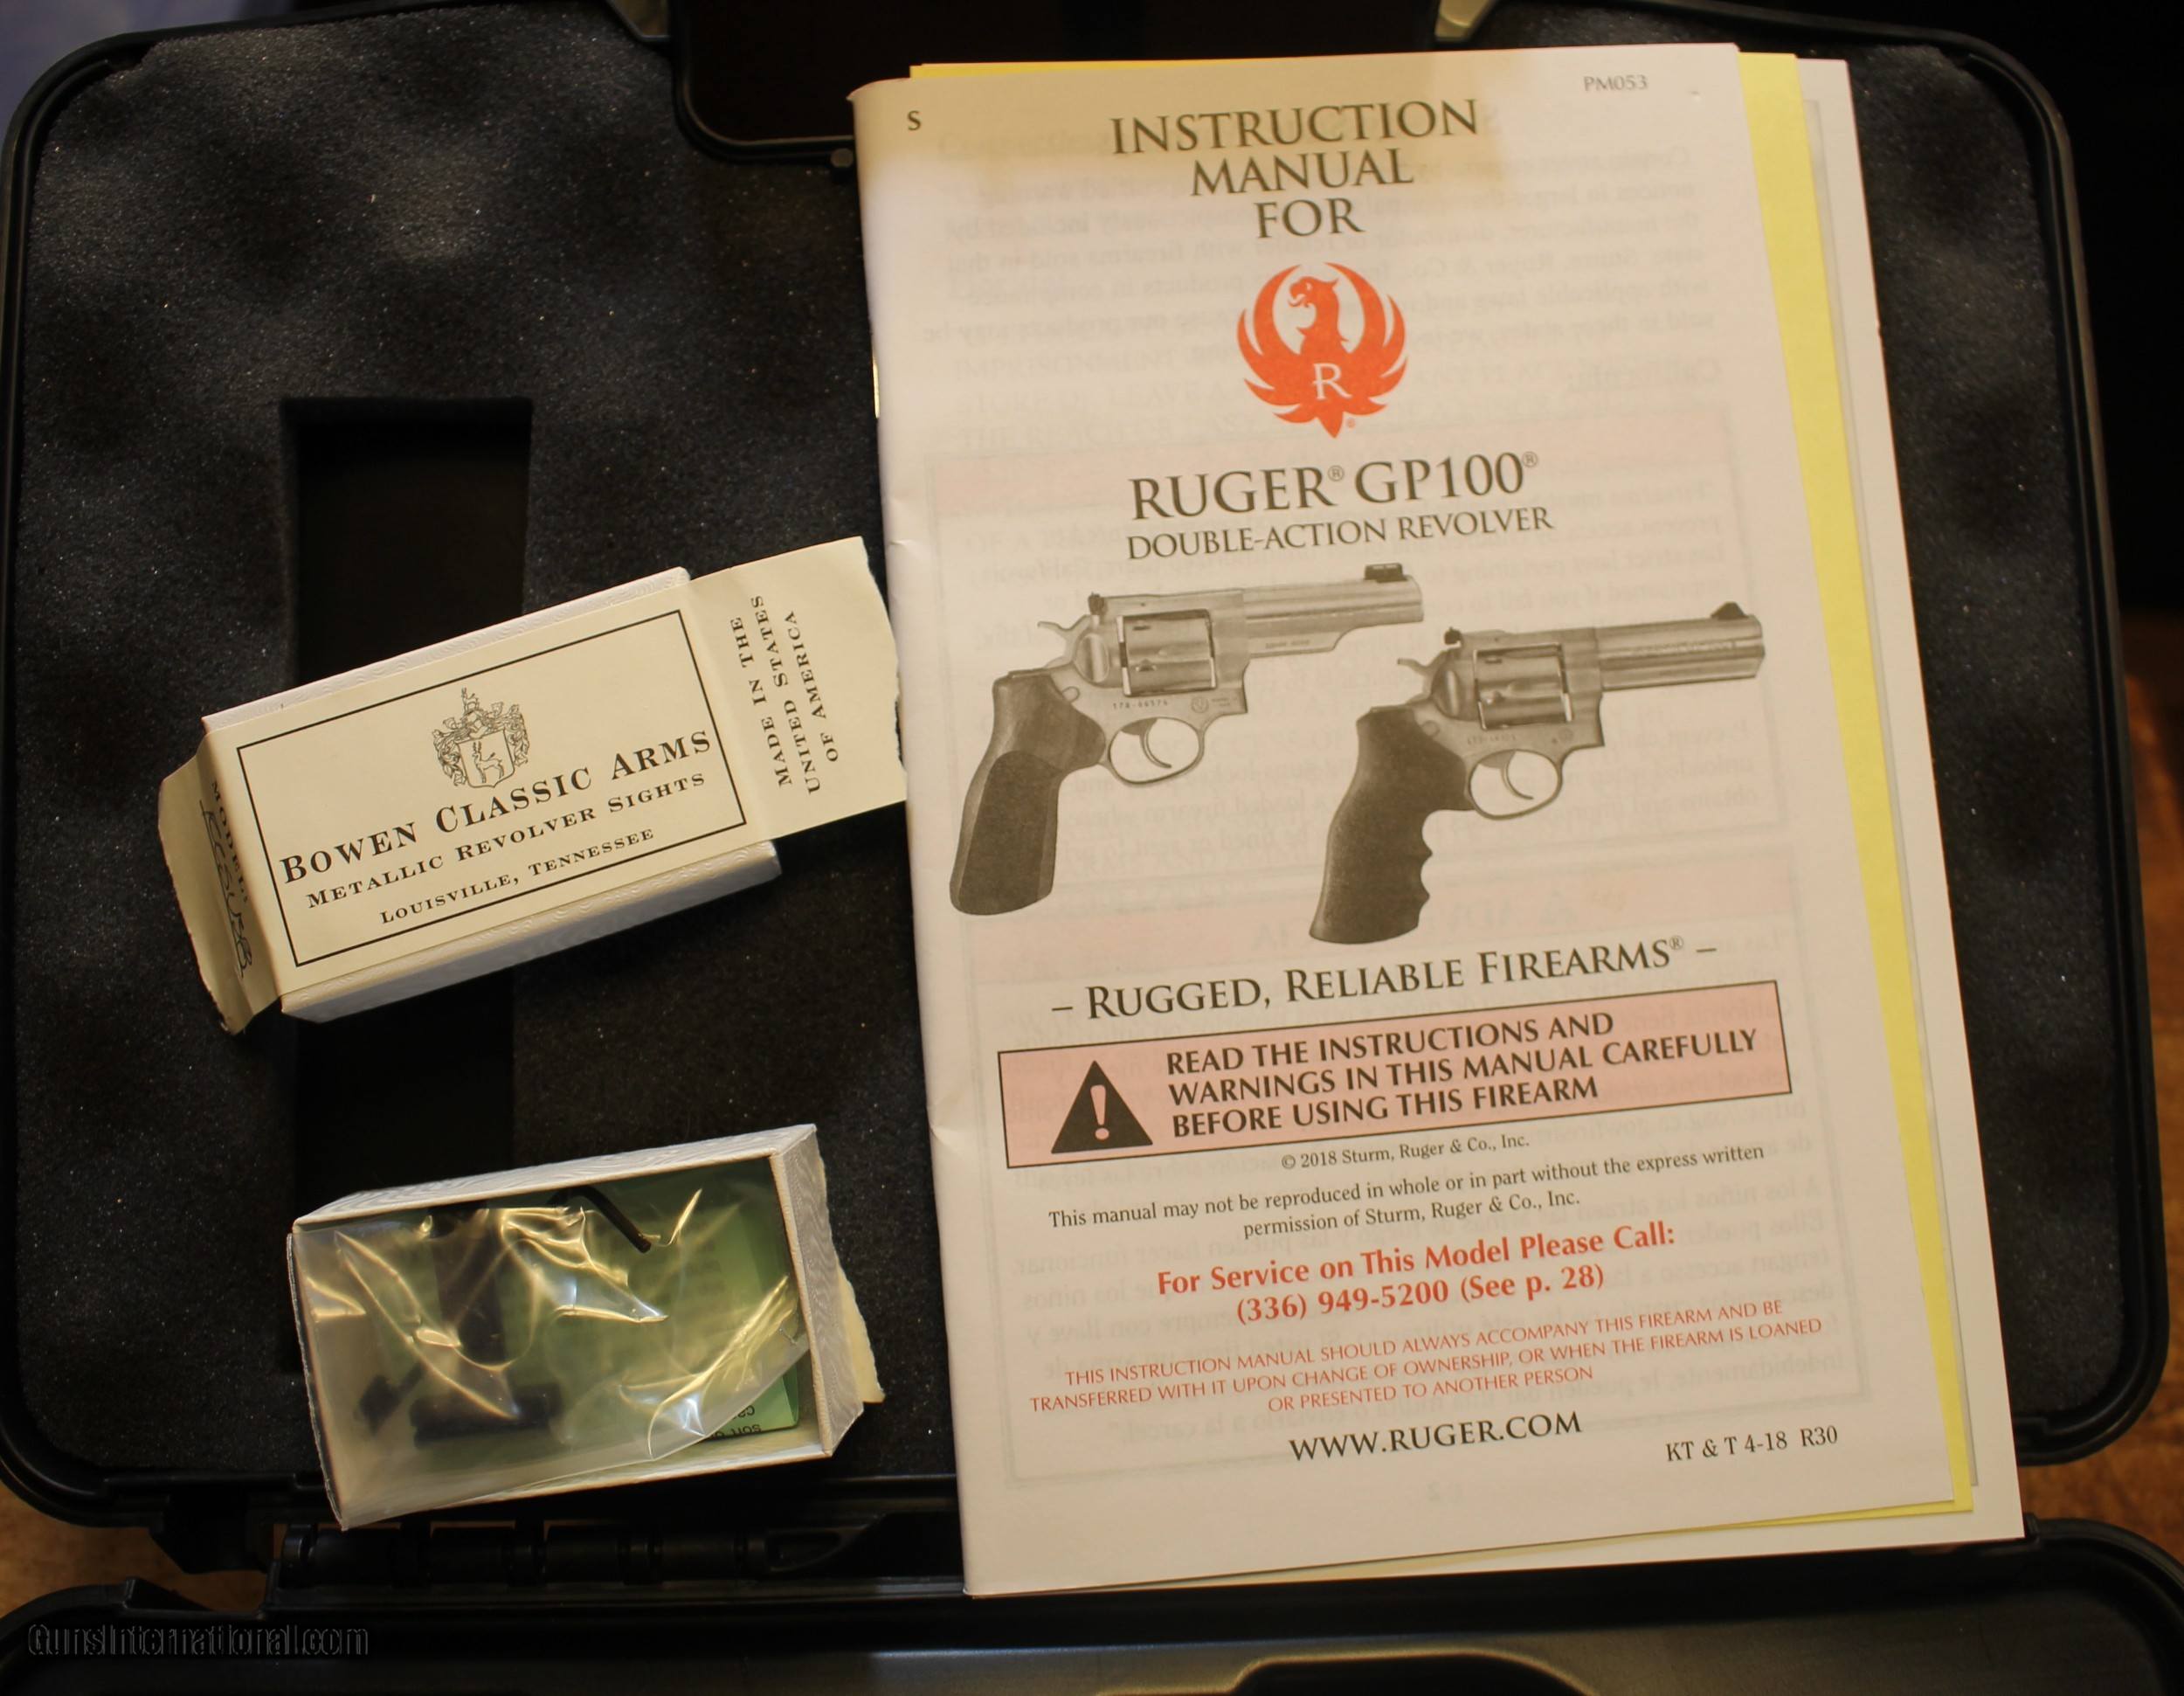 S
PM053
INSTRUCTION
MANUAL
FOR
R
RUGER® GP100®
DOUBLE-ACTION REVOLVER
– RUGGED, RELIABLE FIREARMS® –
READ THE INSTRUCTIONS AND
WARNINGS IN THIS MANUAL CAREFULLY
BEFORE USING THIS FIREARM
© 2018 Sturm, Ruger & Co., Inc.
This manual may not be reproduced in whole or in part without the express written
permission of Sturm, Ruger & Co., Inc.
For Service on This Model Please Call:
(336) 949-5200 (See p. 28)
THIS INSTRUCTION MANUAL SHOULD ALWAYS ACCOMPANY THIS FIREARM AND BE
TRANSFERRED WITH IT UPON CHANGE OF OWNERSHIP, OR WHEN THE FIREARM IS LOANED
OR PRESENTED TO ANOTHER PERSON
WWW.RUGER.COM
KT & T 4-18 R30
BOWEN CLASSIC ARMS
METALLIC REVOLVER SIGHTS
LOUISVILLE, TENNESSEE
MADE IN THE
UNITED STATES
OF AMERICA
MODEL:
GunsInternational.com